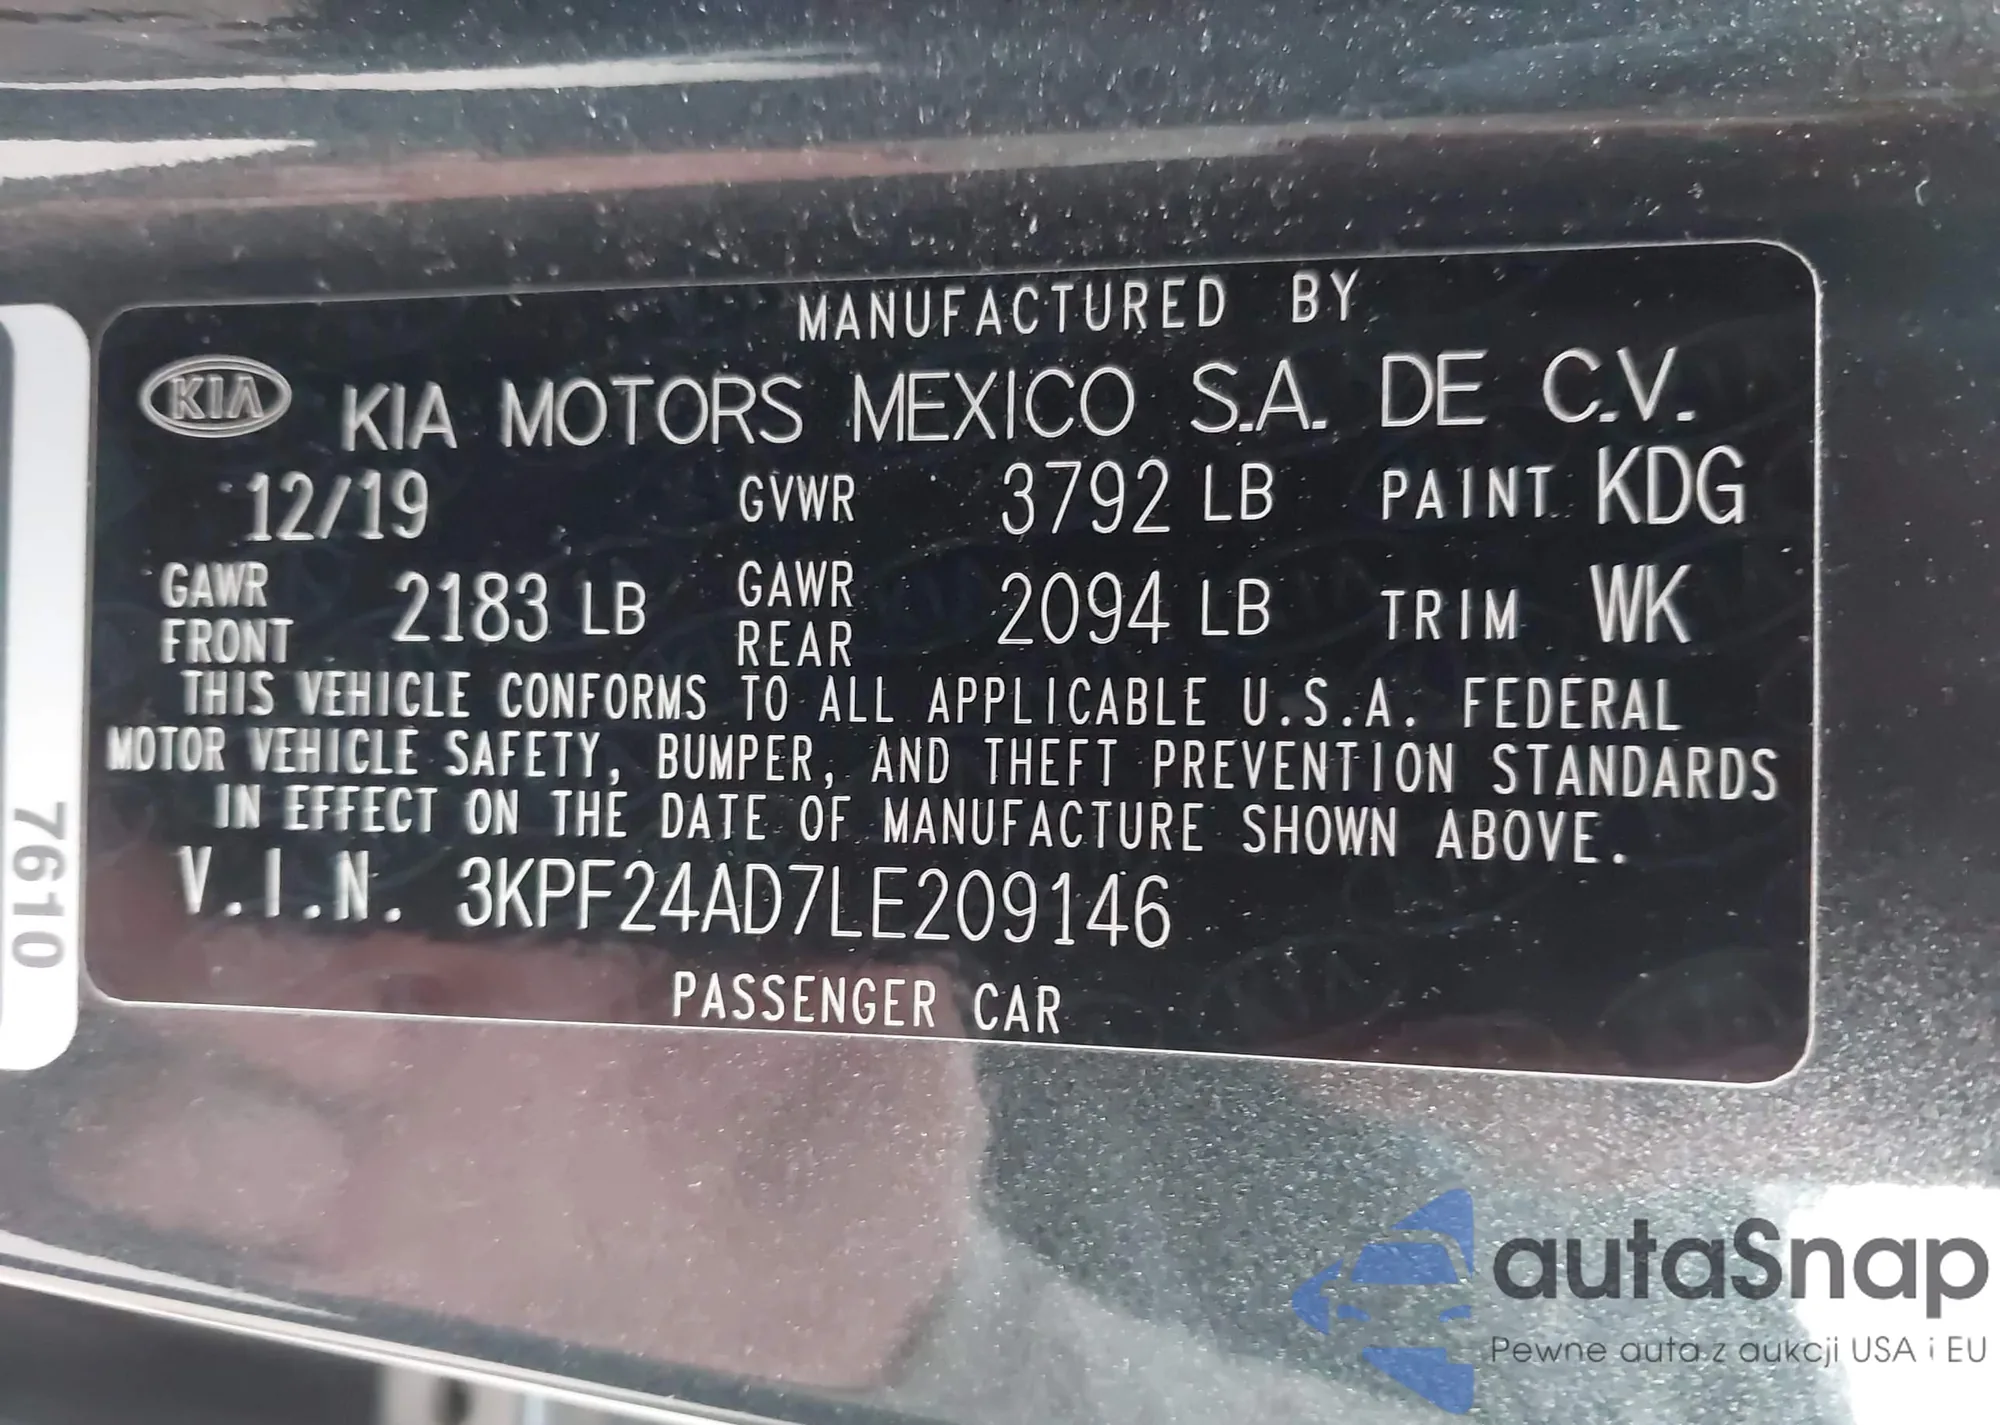 MANUFACTURED BY
KIA KIA MOTORS MEXICO S.A. DE C.V.
12/19 GVWR 3792 LB PAINT KDG
GAWR FRONT 2183 LB GAWR REAR 2094 LB TRIM WK
THIS VEHICLE CONFORMS TO ALL APPLICABLE U.S.A. FEDERAL
MOTOR VEHICLE SAFETY, BUMPER, AND THEFT PREVENTION STANDARDS
IN EFFECT ON THE DATE OF MANUFACTURE SHOWN ABOVE.
V.I.N. 3KPF24AD7LE209146
PASSENGER CAR
7610
autaSnap
Pewne auta z aukcji USA i EU